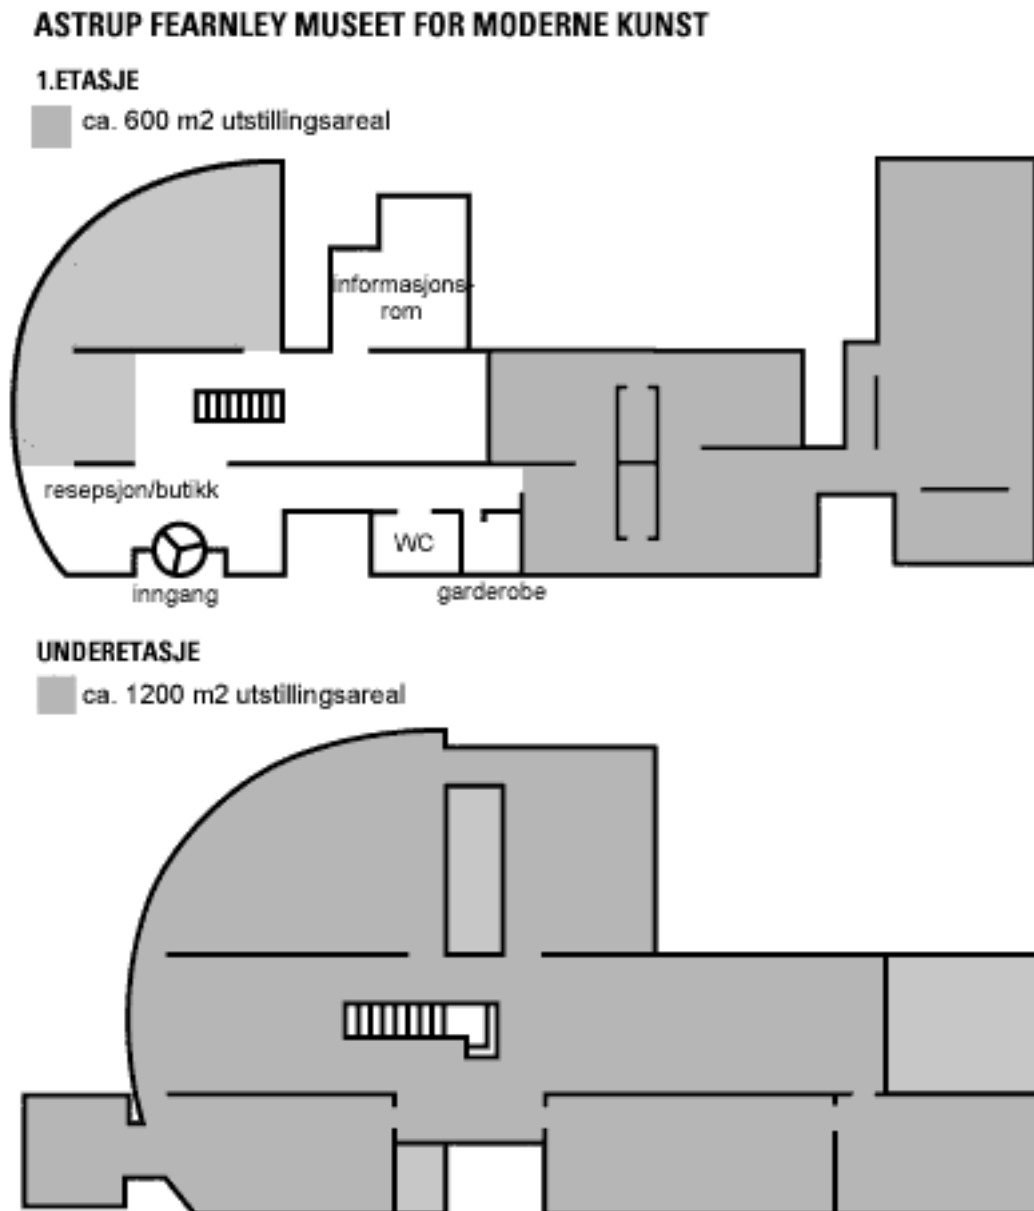 ASTRUP FEARNLEY MUSEET FOR MODERNE KUNST
1.ETASJE
ca. 600 m2 utstillingsareal
informasjons-
rom
resepsjon/butikk
WC
inngang
garderobe
UNDERETASJE
ca. 1200 m2 utstillingsareal